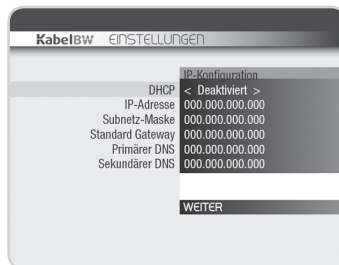 KabelBW EINSTELLUNGEN
IP-Konfiguration
DHCP < Deaktiviert >
IP-Adresse 000.000.000.000
Subnetz-Maske 000.000.000.000
Standard Gateway 000.000.000.000
Primärer DNS 000.000.000.000
Sekundärer DNS 000.000.000.000
WEITER